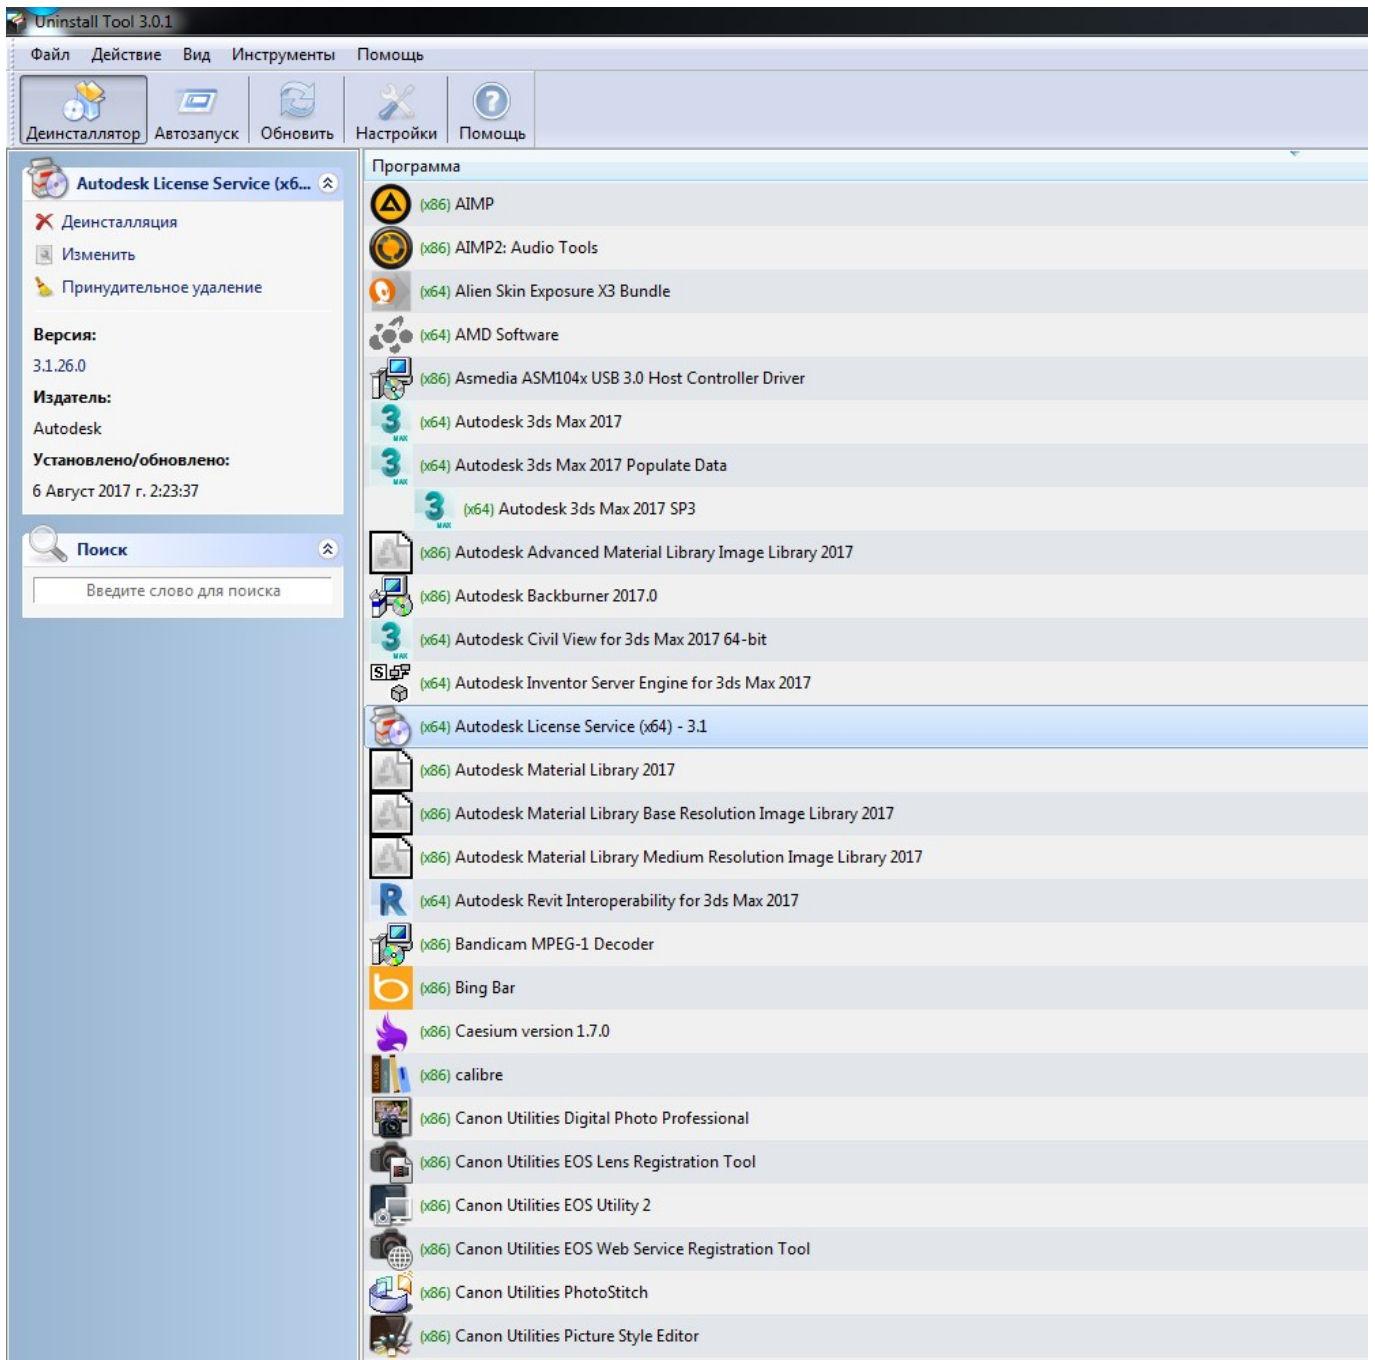 Uninstall Tool 3.0.1
Файл Действие Вид Инструменты Помощь
Деинсталлятор Автозапуск Обновить Настройки Помощь
Autodesk License Service (x6...
Деинсталляция
Изменить
Принудительное удаление
Версия:
3.1.26.0
Издатель:
Autodesk
Установлено/обновлено:
6 Август 2017 г. 2:23:37
Поиск
Введите слово для поиска
Программа
(x86) AIMP
(x86) AIMP2: Audio Tools
(x64) Alien Skin Exposure X3 Bundle
(x64) AMD Software
(x86) Asmedia ASM104x USB 3.0 Host Controller Driver
(x64) Autodesk 3ds Max 2017
(x64) Autodesk 3ds Max 2017 Populate Data
(x64) Autodesk 3ds Max 2017 SP3
(x86) Autodesk Advanced Material Library Image Library 2017
(x86) Autodesk Backburner 2017.0
(x64) Autodesk Civil View for 3ds Max 2017 64-bit
(x64) Autodesk Inventor Server Engine for 3ds Max 2017
(x64) Autodesk License Service (x64) - 3.1
(x86) Autodesk Material Library 2017
(x86) Autodesk Material Library Base Resolution Image Library 2017
(x86) Autodesk Material Library Medium Resolution Image Library 2017
(x64) Autodesk Revit Interoperability for 3ds Max 2017
(x86) Bandicam MPEG-1 Decoder
(x86) Bing Bar
(x86) Caesium version 1.7.0
(x86) calibre
(x86) Canon Utilities Digital Photo Professional
(x86) Canon Utilities EOS Lens Registration Tool
(x86) Canon Utilities EOS Utility 2
(x86) Canon Utilities EOS Web Service Registration Tool
(x86) Canon Utilities PhotoStitch
(x86) Canon Utilities Picture Style Editor